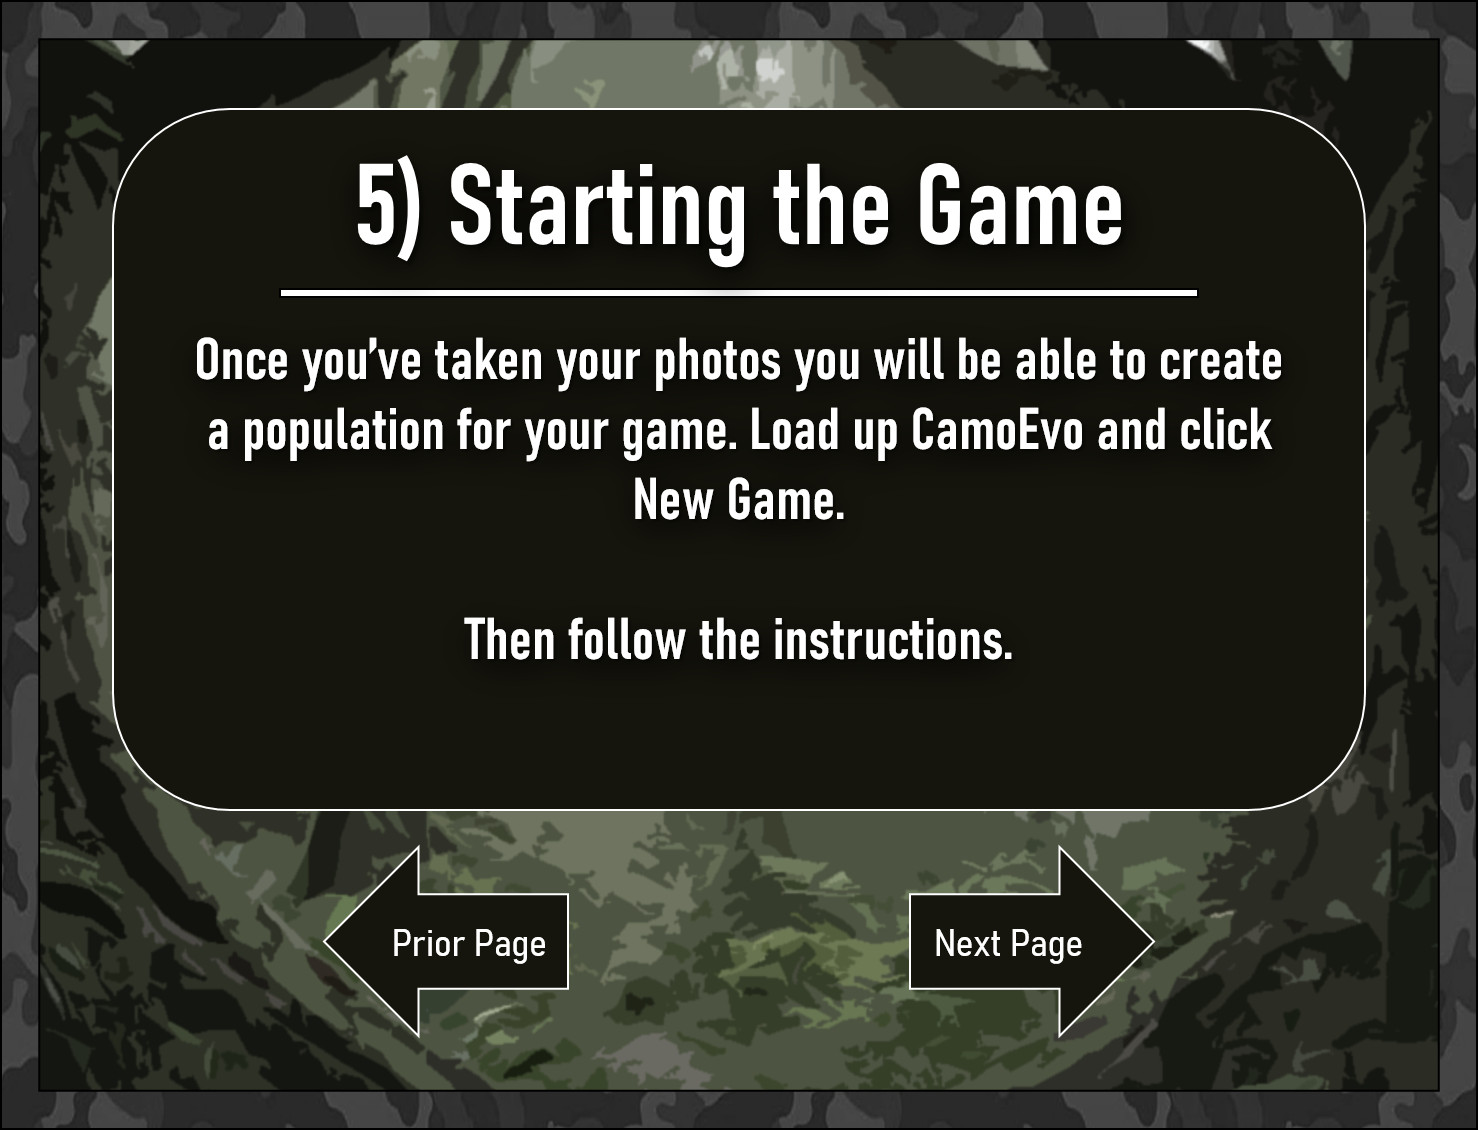 5) Starting the Game
Once you’ve taken your photos you will be able to create
a population for your game. Load up CamoEvo and click
New Game.
Then follow the instructions.
Prior Page
Next Page